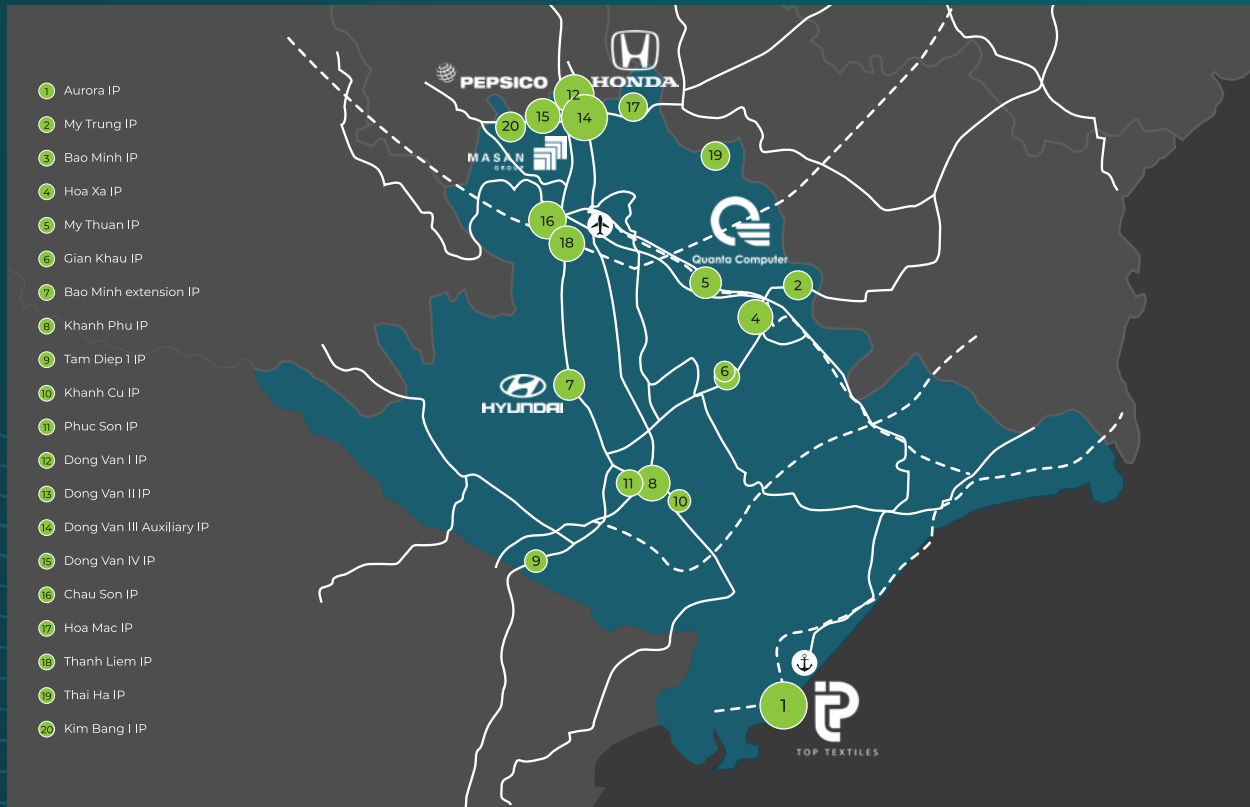 1 Aurora IP
2 My Trung IP
3 Bao Minh IP
4 Hoa Xa IP
5 My Thuan IP
6 Gian Khau IP
7 Bao Minh extension IP
8 Khanh Phu IP
9 Tam Diep 1 IP
10 Khanh Cu IP
11 Phuc Son IP
12 Dong Van I IP
13 Dong Van II IP
14 Dong Van III Auxiliary IP
15 Dong Van IV IP
16 Chau Son IP
17 Hoa Mac IP
18 Thanh Liem IP
19 Thai Ha IP
20 Kim Bang I IP
PEPSICO
HONDA
12
17
15
14
20
MASAN
GROUP
19
16
18
Quanta Computer
5
2
4
6
7
HYUNDAI
11
8
10
9
1
TOP TEXTILES